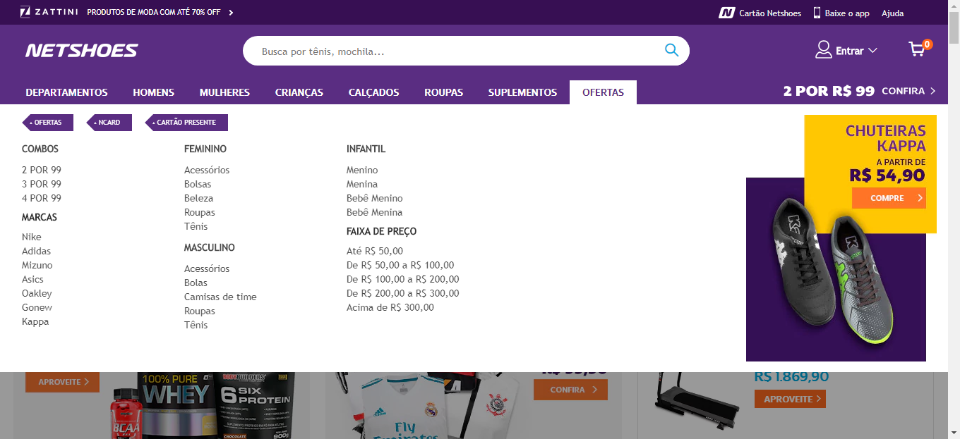 ZATTINI PRODUTOS DE MODA COM ATÉ 70% OFF
Cartão Netshoes Baixe o app Ajuda
NETSHOES
Busca por tênis, mochila...
Entrar
0
DEPARTAMENTOS HOMENS MULHERES CRIANÇAS CALÇADOS ROUPAS SUPLEMENTOS OFERTAS
2 POR R$ 99 CONFIRA
OFERTAS NCARD CARTÃO PRESENTE
COMBOS
2 POR 99
3 POR 99
4 POR 99
MARCAS
Nike
Adidas
Mizuno
Asics
Oakley
Gonew
Kappa
FEMININO
Acessórios
Bolsas
Beleza
Roupas
Tênis
MASCULINO
Acessórios
Bolas
Camisas de time
Roupas
Tênis
INFANTIL
Menino
Menina
Bebê Menino
Bebê Menina
FAIXA DE PREÇO
Até R$ 50,00
De R$ 50,00 a R$ 100,00
De R$ 100,00 a R$ 200,00
De R$ 200,00 a R$ 300,00
Acima de R$ 300,00
CHUTEIRAS
KAPPA
A PARTIR DE
R$ 54,90
COMPRE
APROVEITE
100% PURE
WHEY
BCAA
6 SIX
PROTEIN
CHOCOLATE
CONFIRA
Fly
Emirates
R$ 1.869,90
APROVEITE